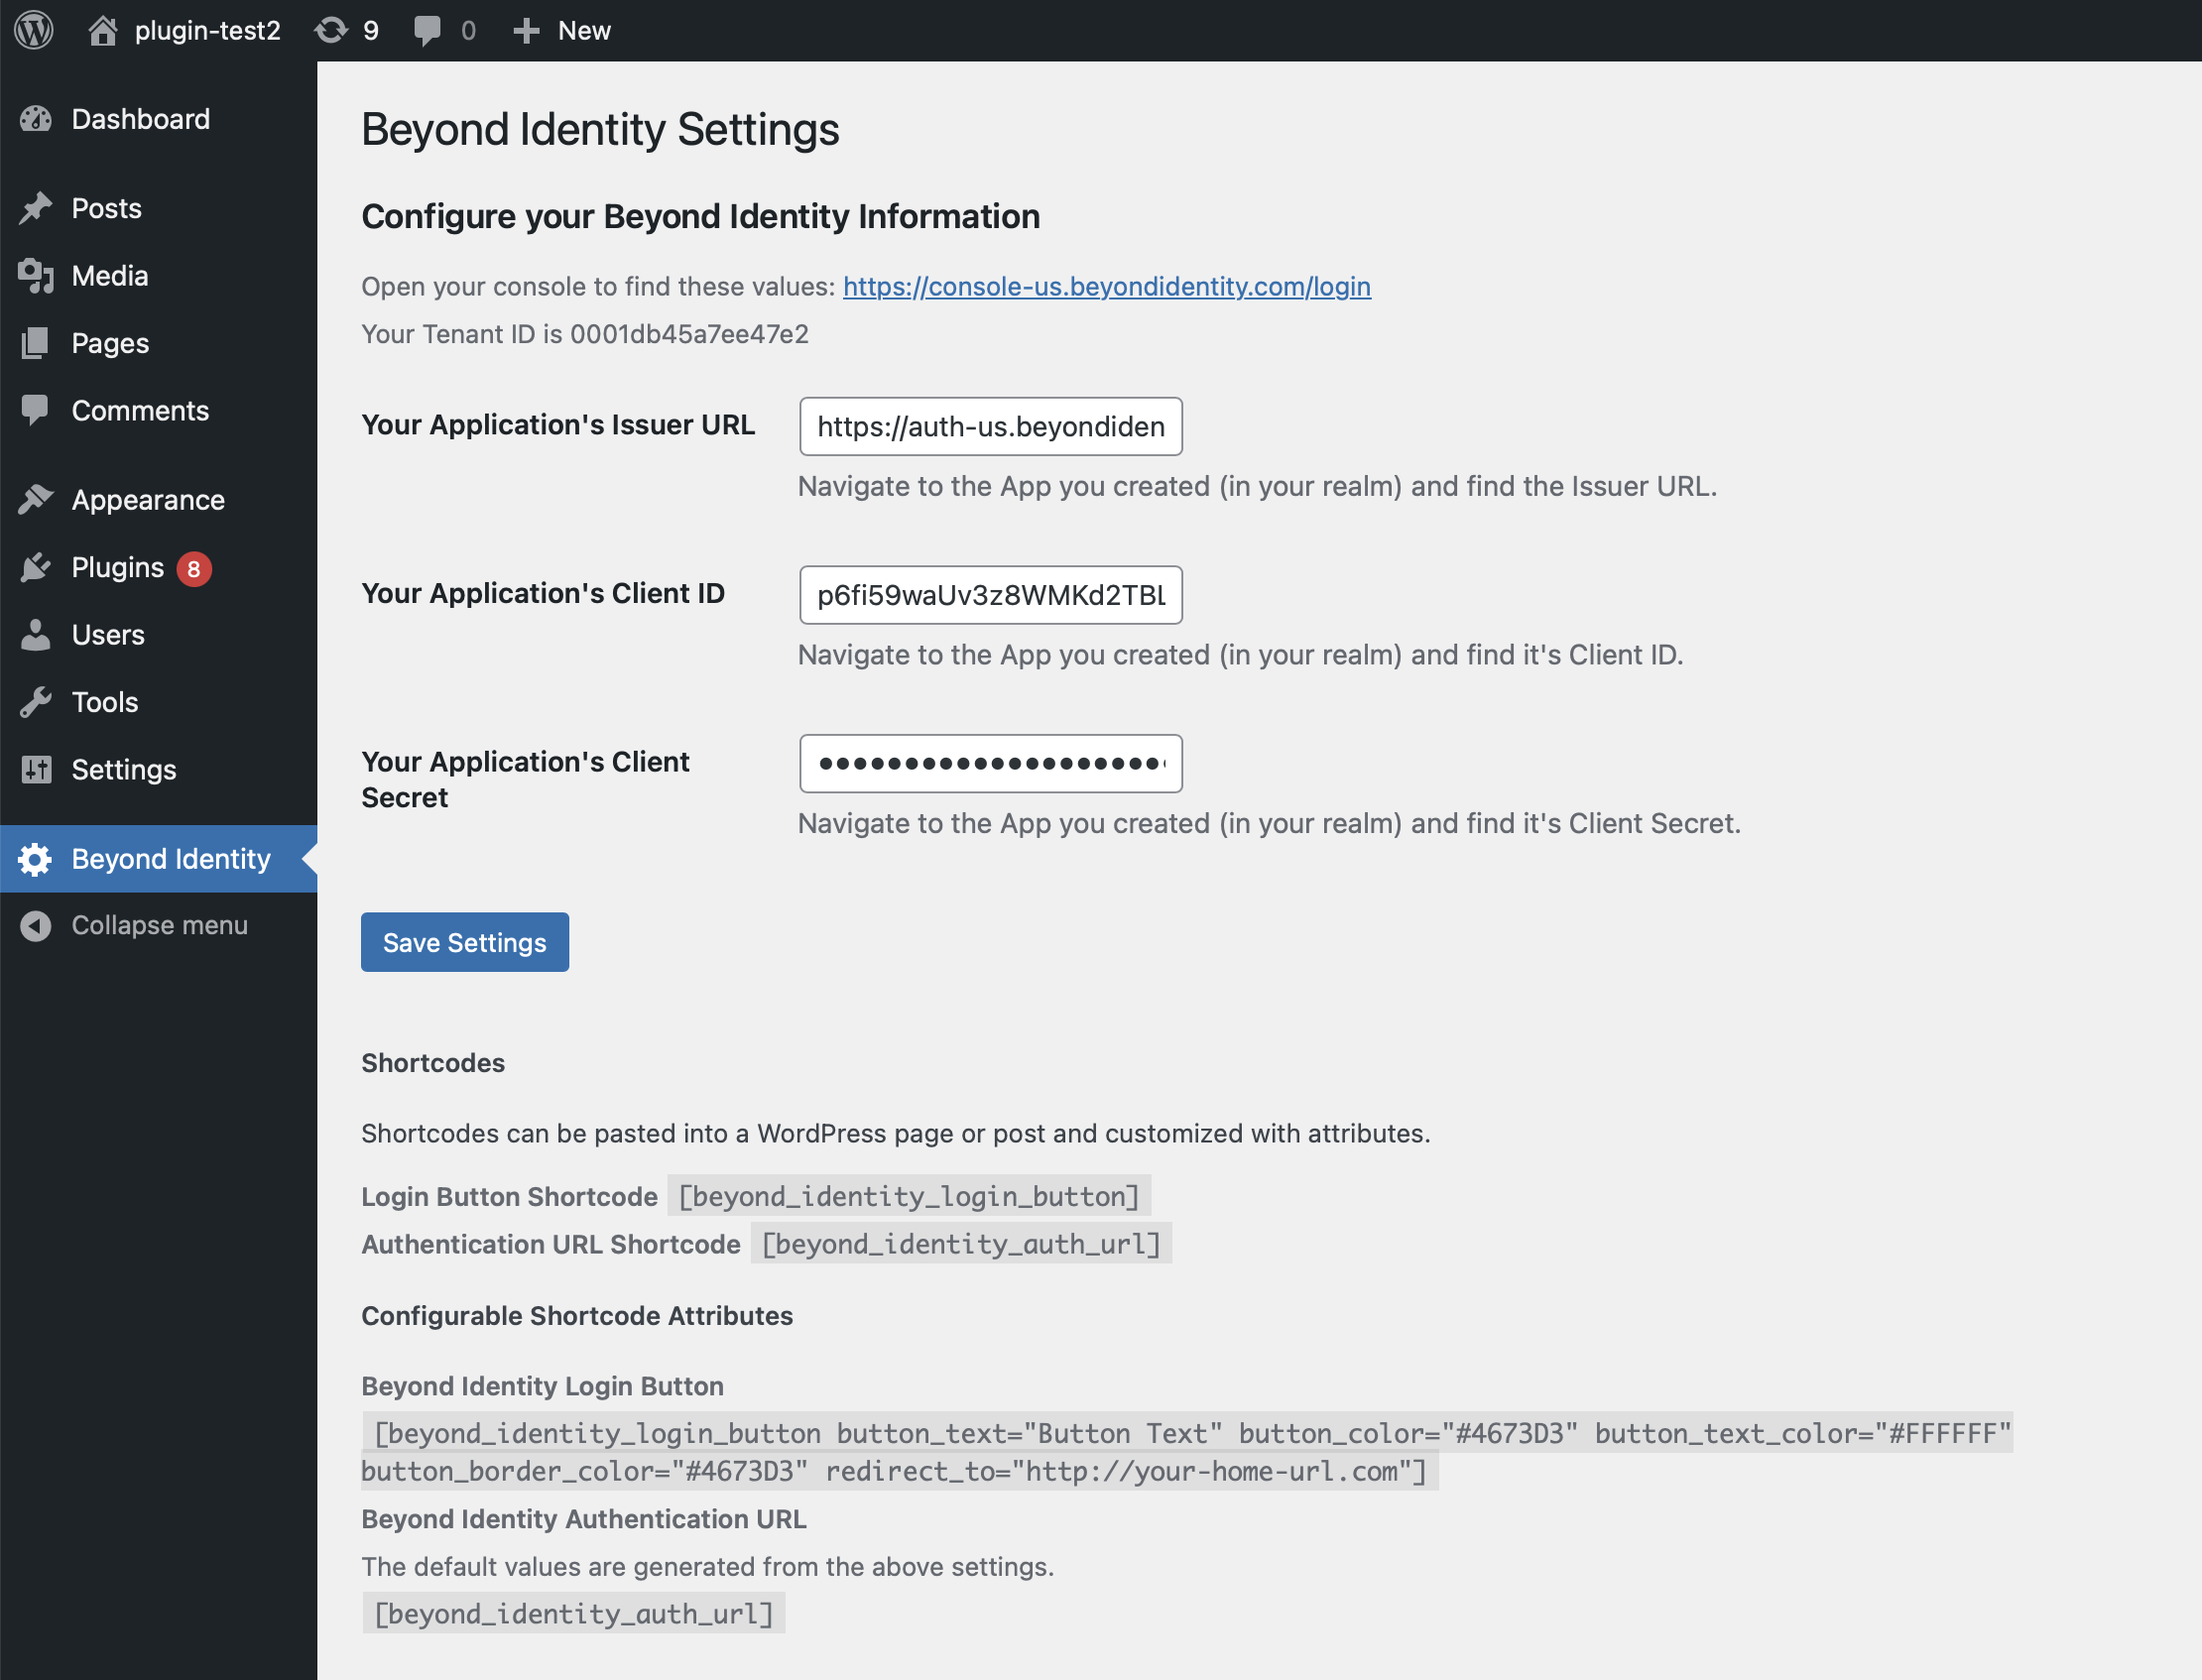 plugin-test2 9 0 New
Dashboard
Posts
Media
Pages
Comments
Appearance
Plugins 8
Users
Tools
Settings
Beyond Identity
Collapse menu
Beyond Identity Settings
Configure your Beyond Identity Information
Open your console to find these values: https://console-us.beyondidentity.com/login
Your Tenant ID is 0001db45a7ee47e2
Your Application's Issuer URL https://auth-us.beyondiden
Navigate to the App you created (in your realm) and find the Issuer URL.
Your Application's Client ID p6fi59waUv3z8WMKd2TBL
Navigate to the App you created (in your realm) and find it's Client ID.
Your Application's Client
Secret
Navigate to the App you created (in your realm) and find it's Client Secret.
Save Settings
Shortcodes
Shortcodes can be pasted into a WordPress page or post and customized with attributes.
Login Button Shortcode [beyond_identity_login_button]
Authentication URL Shortcode [beyond_identity_auth_url]
Configurable Shortcode Attributes
Beyond Identity Login Button
[beyond_identity_login_button button_text="Button Text" button_color="#4673D3" button_text_color="#FFFFFF"
button_border_color="#4673D3" redirect_to="http://your-home-url.com"]
Beyond Identity Authentication URL
The default values are generated from the above settings.
[beyond_identity_auth_url]